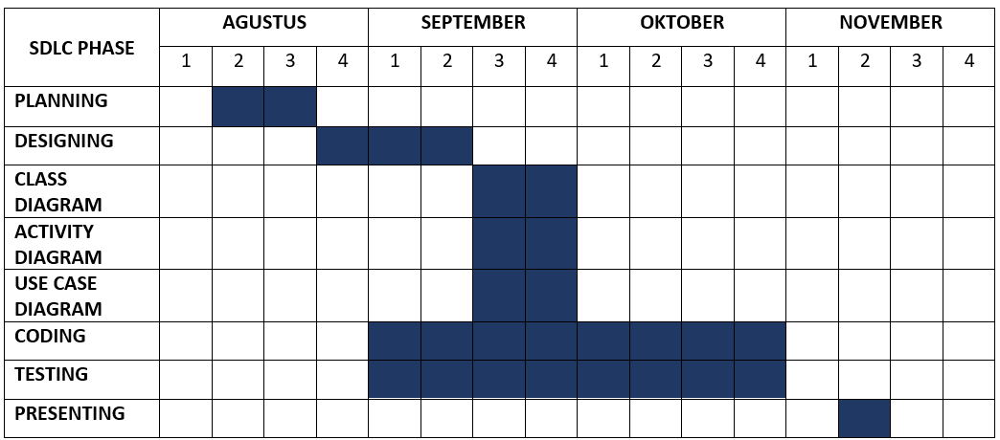 SDLC PHASE
AGUSTUS SEPTEMBER OKTOBER NOVEMBER
1 2 3 4 1 2 3 4 1 2 3 4 1 2 3 4
PLANNING
DESIGNING
CLASS
DIAGRAM
ACTIVITY
DIAGRAM
USE CASE
DIAGRAM
CODING
TESTING
PRESENTING